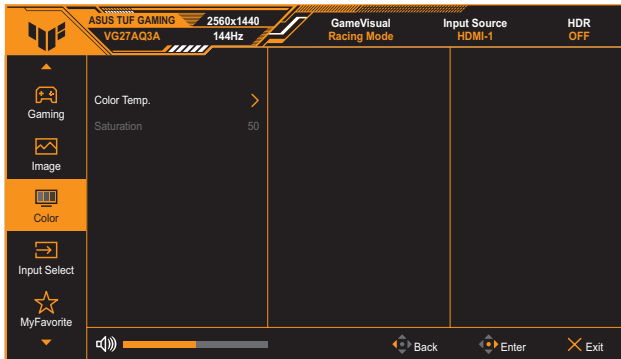 ASUS TUF GAMING 2560x1440 GameVisual Input Source HDR
VG27AQ3A 144Hz Racing Mode HDMI-1 OFF
Gaming
Color Temp.
Saturation 50
Image
Color
Input Select
MyFavorite
Back Enter Exit